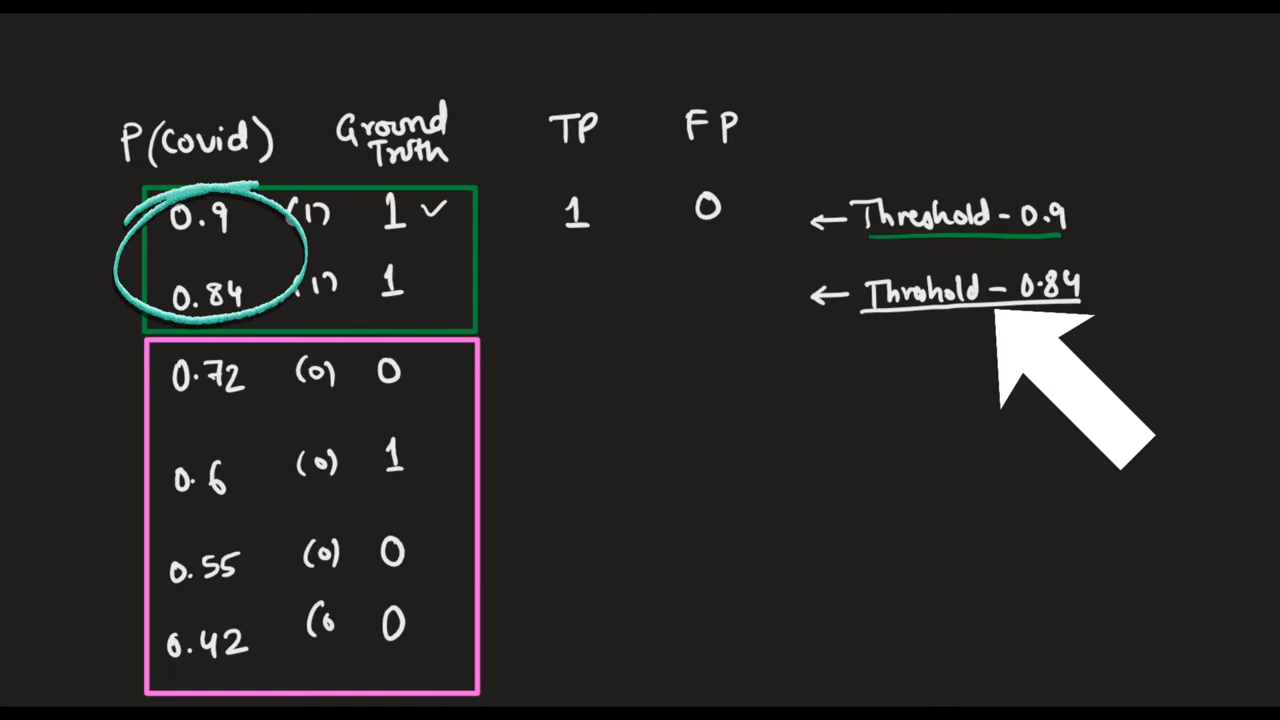 P(Covid) Ground Truth TP FP
0.9 (1) 1 ✓ 1 0 ← Threshold - 0.9
0.84 (1) 1 ← Threshold - 0.84
0.72 (0) 0
0.6 (0) 1
0.55 (0) 0
0.42 (0 0